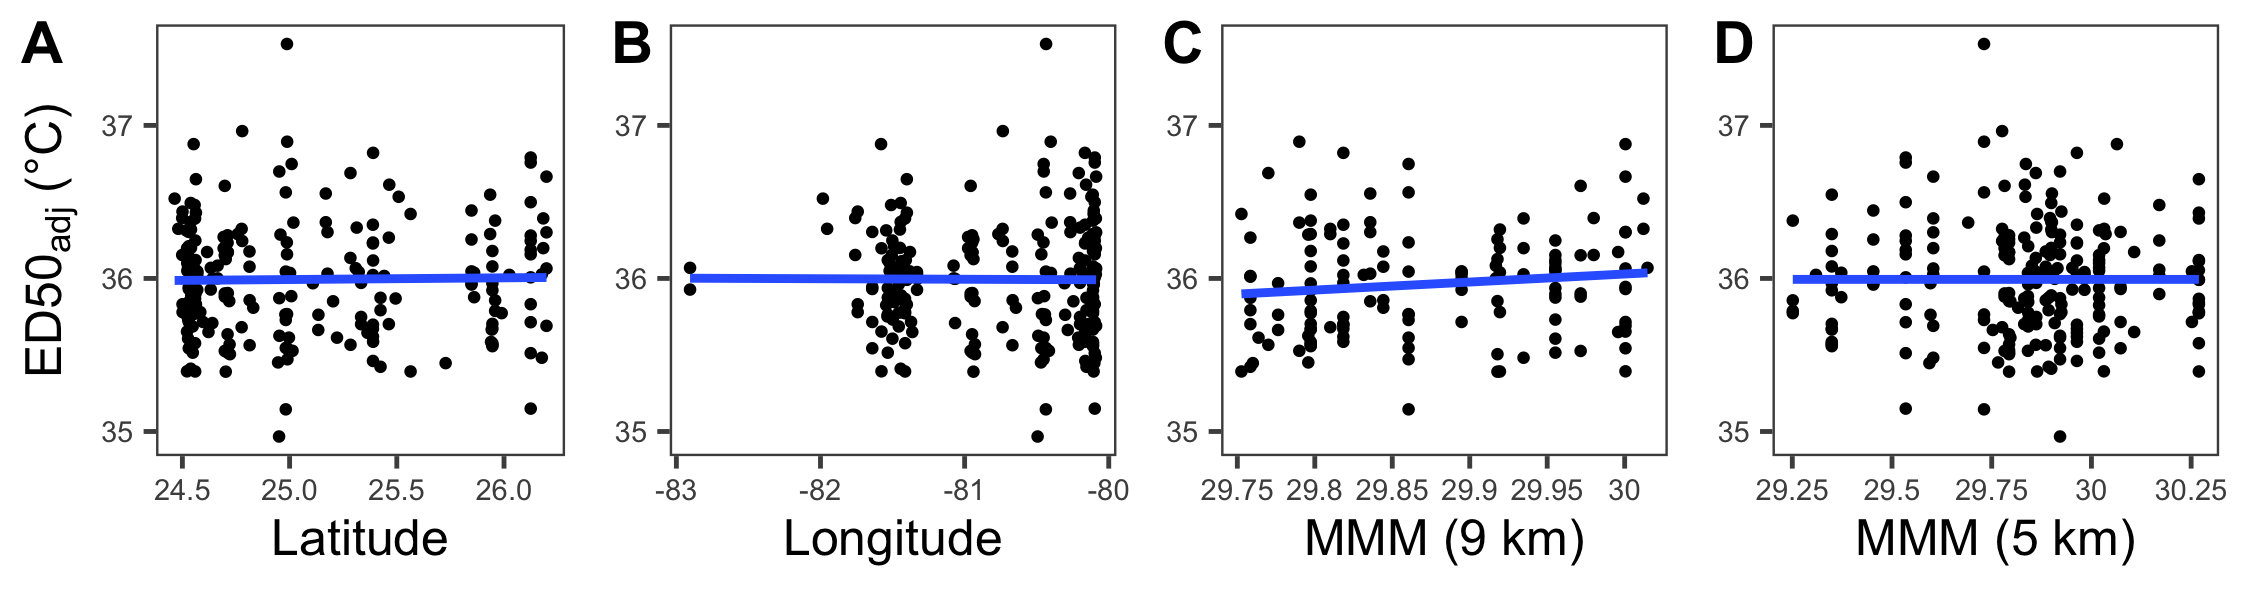 A
B
C
D
ED50adj (°C)
37
36
35
24.5 25.0 25.5 26.0
Latitude
37
36
35
-83 -82 -81 -80
Longitude
37
36
35
29.75 29.8 29.85 29.9 29.95 30
MMM (9 km)
37
36
35
29.25 29.5 29.75 30 30.25
MMM (5 km)